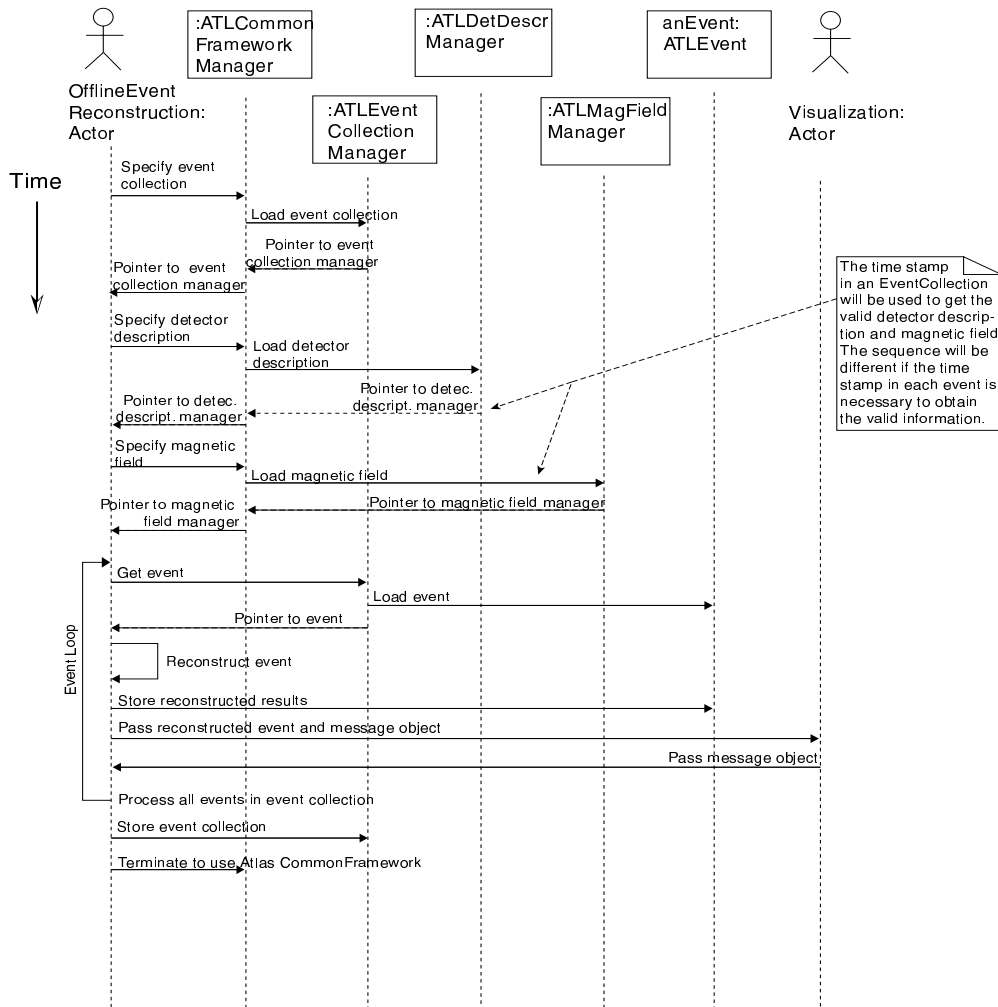 :ATLCommon
Framework
Manager
:ATLDetDescr
Manager
anEvent:
ATLEvent
OfflineEvent
Reconstruction:
Actor
:ATLEvent
Collection
Manager
:ATLMagField
Manager
Visualization:
Actor
Time
Specify event
collection
Load event collection
Pointer to event
collection manager
Pointer to event
collection manager
The time stamp
in an EventCollection
will be used to get the
valid detector descrip-
tion and magnetic field
The sequence will be
different if the time
stamp in each event is
necessary to obtain
the valid information.
Specify detector
description
Load detector
description
Pointer to detec.
descript. manager
Pointer to detec.
descript. manager
Specify magnetic
field
Load magnetic field
Pointer to magnetic field manager
Pointer to magnetic
field manager
Event Loop
Get event
Load event
Pointer to event
Reconstruct event
Store reconstructed results
Pass reconstructed event and message object
Pass message object
Process all events in event collection
Store event collection
Terminate to use Atlas CommonFramework